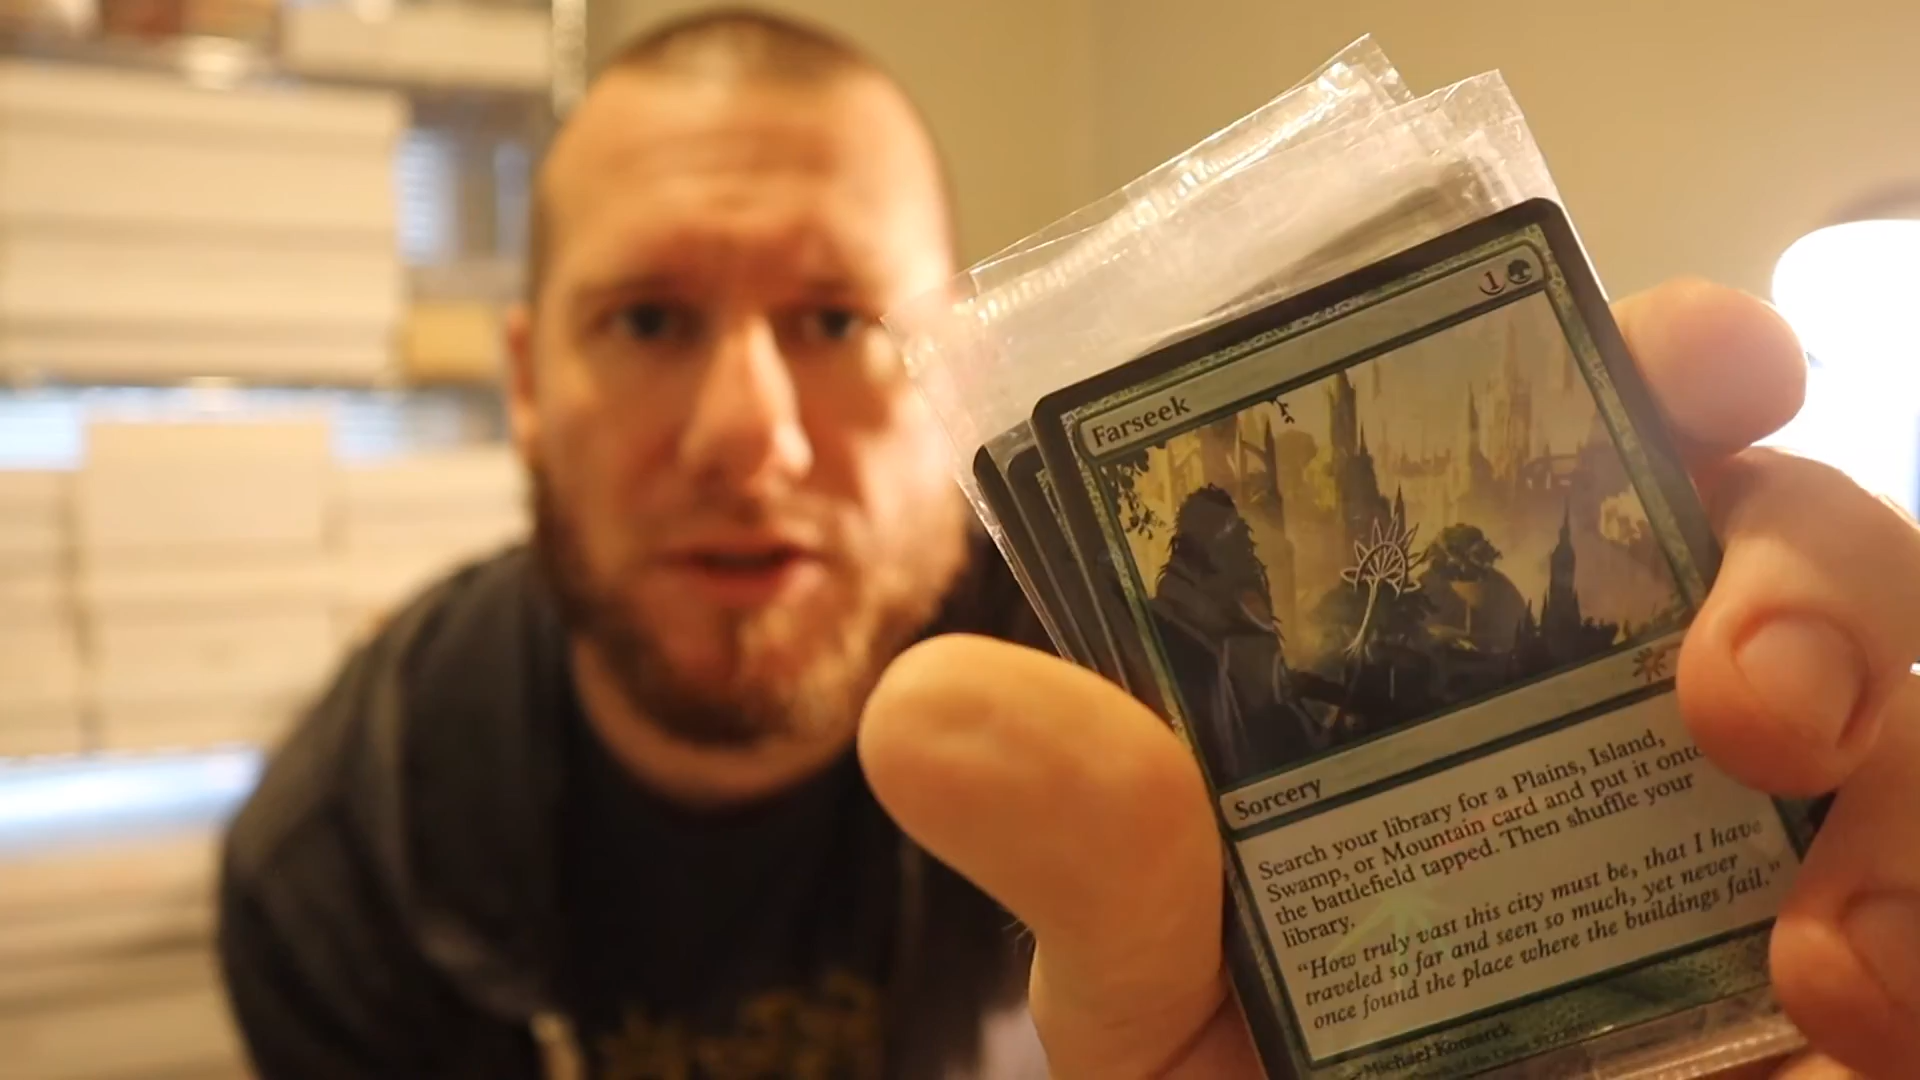 Farseek
1
Sorcery
Search your library for a Plains, Island,
Swamp, or Mountain card and put it onto
the battlefield tapped. Then shuffle your
library.
“How truly vast this city must be, that I have
traveled so far and seen so much, yet never
once found the place where the buildings fail.”
Michael Komarck